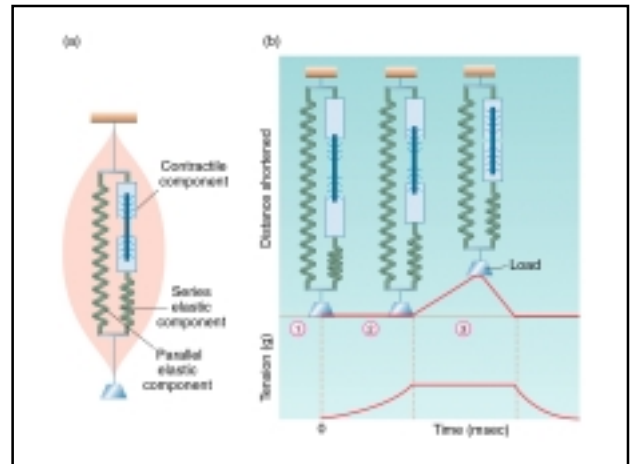 (a)
Contractile
component
Series
elastic
component
Parallel
elastic
component
(b)
Distance shortened
Load
1
2
3
Tension (g)
0
Time (msec)